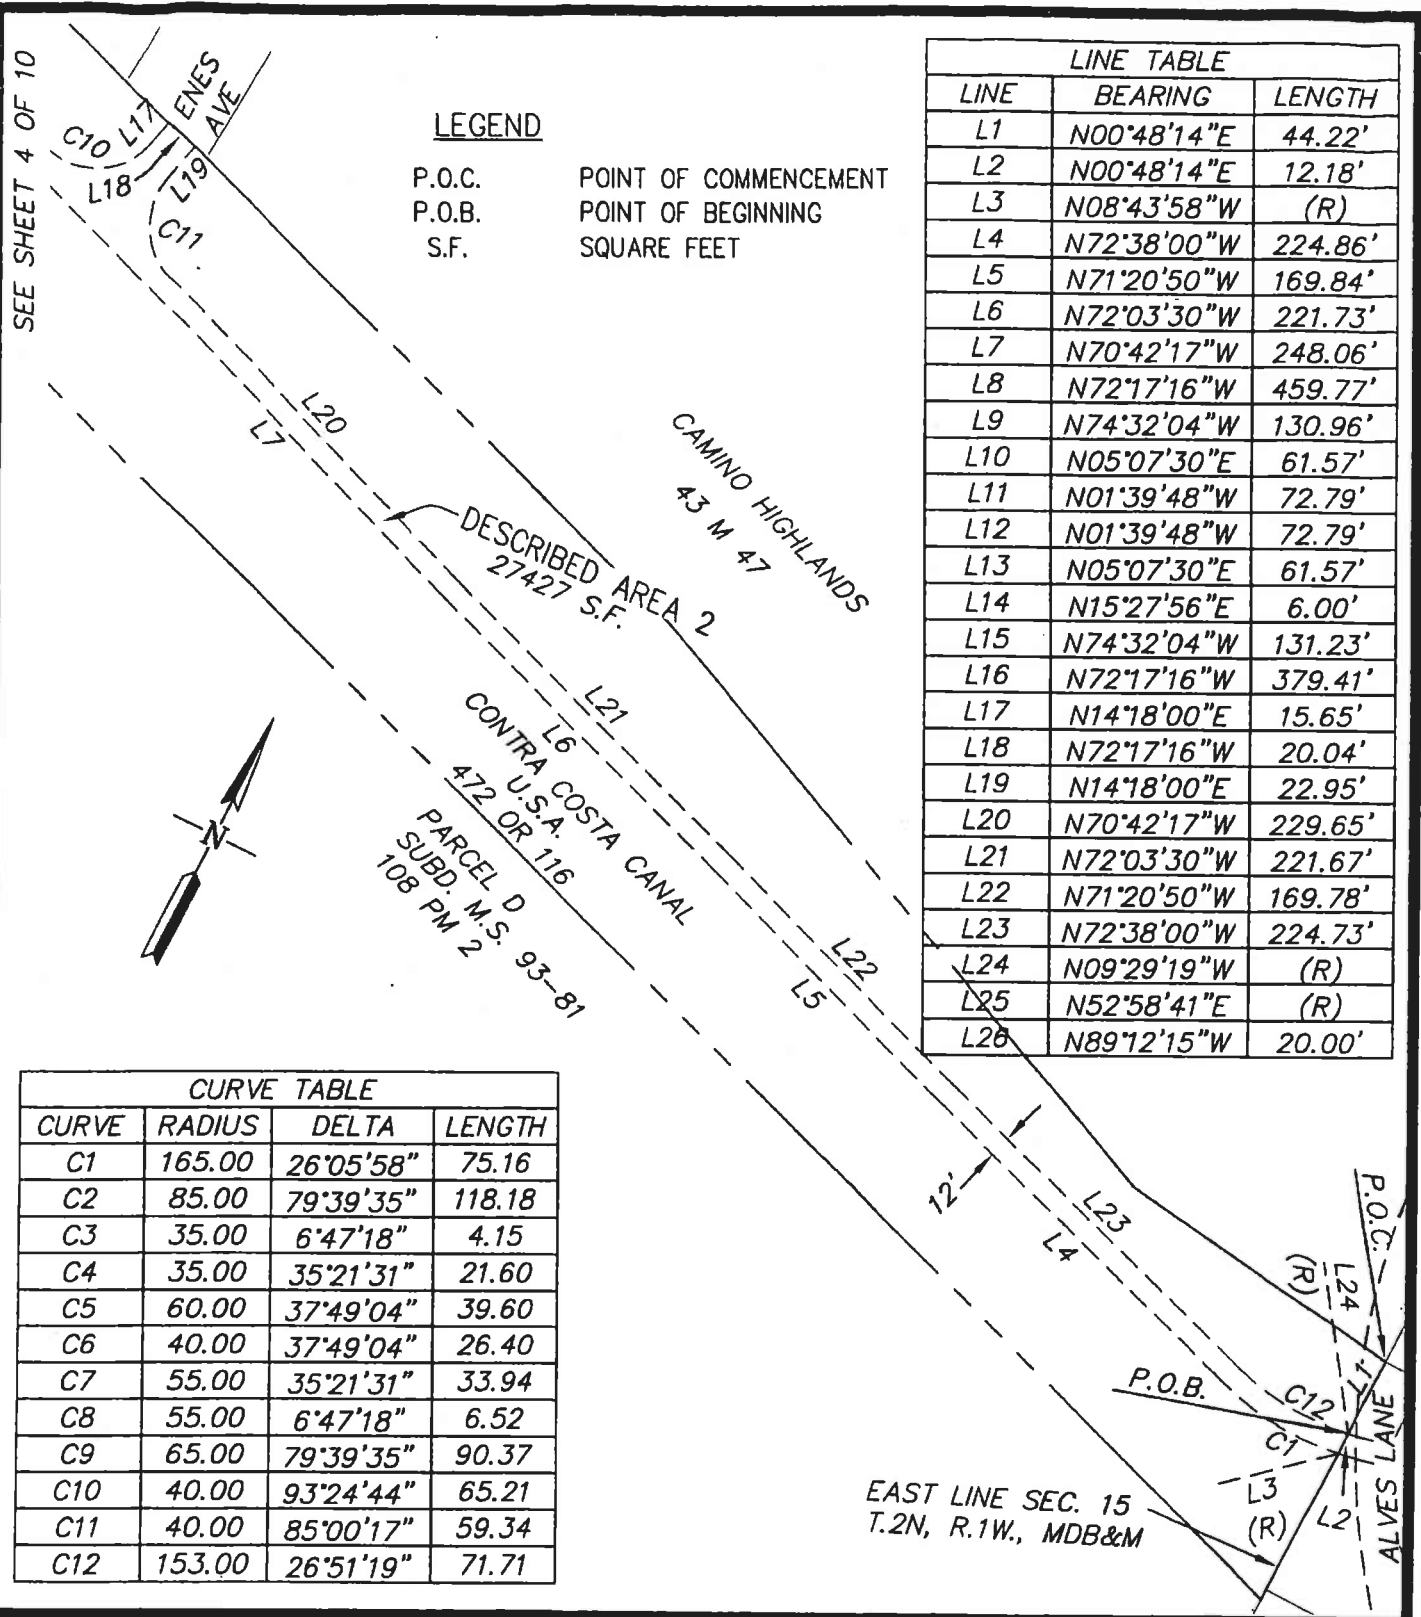 SEE SHEET 4 OF 10
C10
L17
ENES
AVE
L18
L19
C11
LEGEND
P.O.C. POINT OF COMMENCEMENT
P.O.B. POINT OF BEGINNING
S.F. SQUARE FEET
LINE TABLE
LINE BEARING LENGTH
L1 N00°48'14"E 44.22'
L2 N00°48'14"E 12.18'
L3 N08°43'58"W (R)
L4 N72°38'00"W 224.86'
L5 N71°20'50"W 169.84'
L6 N72°03'30"W 221.73'
L7 N70°42'17"W 248.06'
L8 N72°17'16"W 459.77'
L9 N74°32'04"W 130.96'
L10 N05°07'30"E 61.57'
L11 N01°39'48"W 72.79'
L12 N01°39'48"W 72.79'
L13 N05°07'30"E 61.57'
L14 N15°27'56"E 6.00'
L15 N74°32'04"W 131.23'
L16 N72°17'16"W 379.41'
L17 N14°18'00"E 15.65'
L18 N72°17'16"W 20.04'
L19 N14°18'00"E 22.95'
L20 N70°42'17"W 229.65'
L21 N72°03'30"W 221.67'
L22 N71°20'50"W 169.78'
L23 N72°38'00"W 224.73'
L24 N09°29'19"W (R)
L25 N52°58'41"E (R)
L26 N89°12'15"W 20.00'
L20
L7
CAMINO HIGHLANDS
43 M 47
DESCRIBED AREA 2
27427 S.F.
L21
L6
CONTRA COSTA CANAL
U.S.A.
472 OR 116
PARCEL D
SUBD. M.S. 93-81
108 PM 2
N
L22
L5
12'
L23
L4
CURVE TABLE
CURVE RADIUS DELTA LENGTH
C1 165.00 26°05'58" 75.16
C2 85.00 79°39'35" 118.18
C3 35.00 6°47'18" 4.15
C4 35.00 35°21'31" 21.60
C5 60.00 37°49'04" 39.60
C6 40.00 37°49'04" 26.40
C7 55.00 35°21'31" 33.94
C8 55.00 6°47'18" 6.52
C9 65.00 79°39'35" 90.37
C10 40.00 93°24'44" 65.21
C11 40.00 85°00'17" 59.34
C12 153.00 26°51'19" 71.71
P.O.C.
L24
(R)
L1
P.O.B.
C12
C1
L3
(R)
L2
ALVES LANE
EAST LINE SEC. 15
T.2N, R.1W., MDB&M